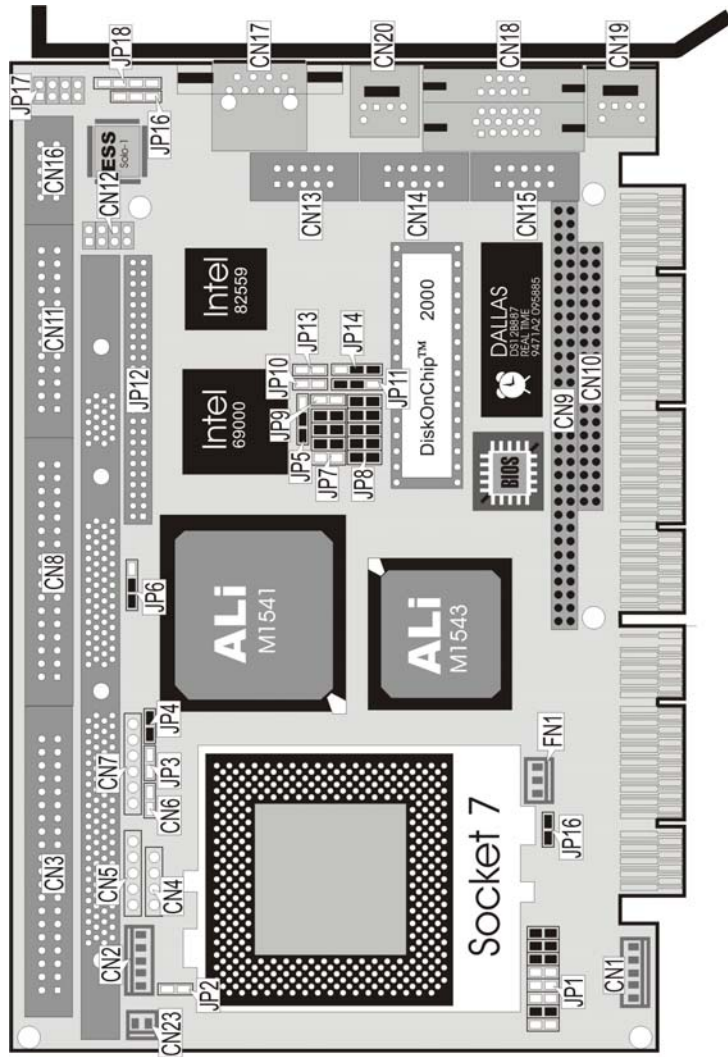 JP17
JP18
JP16
CN17
CN20
CN18
CN19
CN16
ESS
Solo-1
CN12
CN13
CN14
CN15
CN11
Intel
82559
JP12
JP13
JP14
JP10
JP11
JP9
JP5
JP7
JP8
Intel
69000
DiskOnChip™ 2000
DALLAS
DS12B887
REAL TIME
9471A2 095885
CN9
CN10
BIOS
CN8
JP6
ALi
M1541
ALi
M1543
CN7
JP4
JP3
CN6
FN1
JP16
CN3
CN5
CN4
Socket 7
CN2
JP2
CN23
JP1
CN1